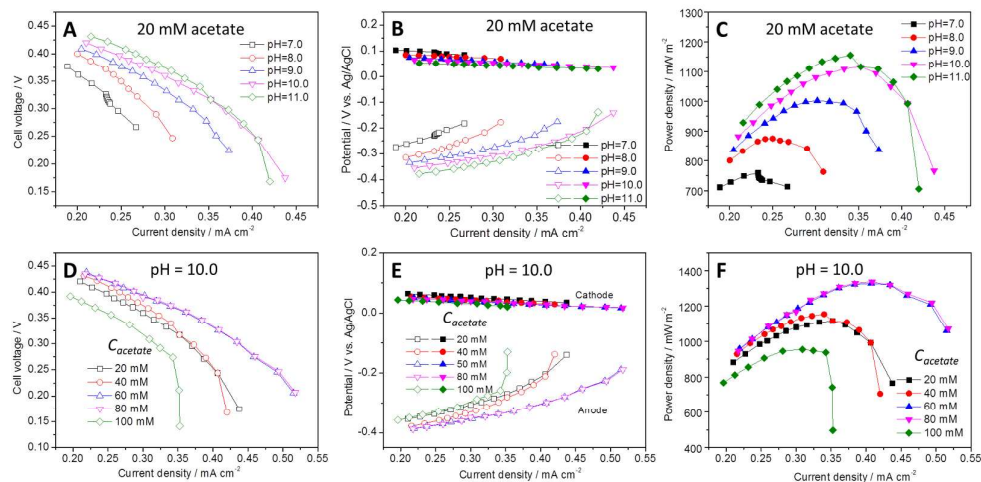 A
20 mM acetate
pH=7.0
pH=8.0
pH=9.0
pH=10.0
pH=11.0
Cell voltage / V
0.45
0.40
0.35
0.30
0.25
0.20
0.15
0.20 0.25 0.30 0.35 0.40 0.45
Current density / mA cm-2
B
20 mM acetate
Potential / V vs. Ag/AgCl
0.2
0.1
0.0
-0.1
-0.2
-0.3
-0.4
-0.5
pH=7.0
pH=8.0
pH=9.0
pH=10.0
pH=11.0
0.20 0.25 0.30 0.35 0.40 0.45
Current density / mA cm-2
C
20 mM acetate
pH=7.0
pH=8.0
pH=9.0
pH=10.0
pH=11.0
Power density / mW m-2
1300
1200
1100
1000
900
800
700
0.20 0.25 0.30 0.35 0.40 0.45
Current density / mA cm-2
D
pH = 10.0
Cell voltage / V
0.45
0.40
0.35
0.30
0.25
0.20
0.15
0.10
Cacetate
20 mM
40 mM
60 mM
80 mM
100 mM
0.20 0.25 0.30 0.35 0.40 0.45 0.50 0.55
Current density / mA cm-2
E
pH = 10.0
Potential / V vs. Ag/AgCl
0.2
0.0
-0.2
-0.4
Cathode
Cacetate
20 mM
40 mM
50 mM
80 mM
100 mM
Anode
0.20 0.25 0.30 0.35 0.40 0.45 0.50 0.55
Current density / mA cm-2
F
pH = 10.0
Power density / mW m-2
1400
1200
1000
800
600
400
Cacetate
20 mM
40 mM
60 mM
80 mM
100 mM
0.20 0.25 0.30 0.35 0.40 0.45 0.50 0.55
Current density / mA cm-2